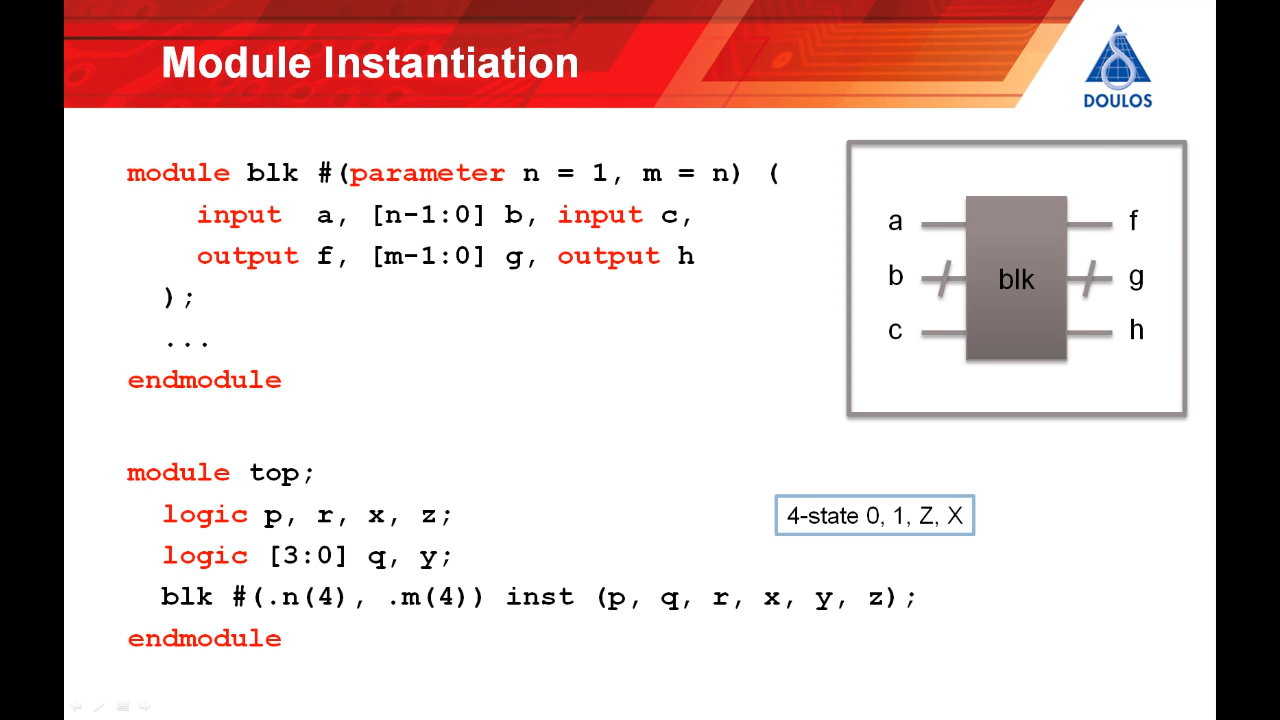 Module Instantiation
DOULOS
module blk #(parameter n = 1, m = n) (
input a, [n-1:0] b, input c,
output f, [m-1:0] g, output h
);
...
endmodule
a
b
c
blk
f
g
h
module top;
logic p, r, x, z;
logic [3:0] q, y;
blk #(.n(4), .m(4)) inst (p, q, r, x, y, z);
endmodule
4-state 0, 1, Z, X